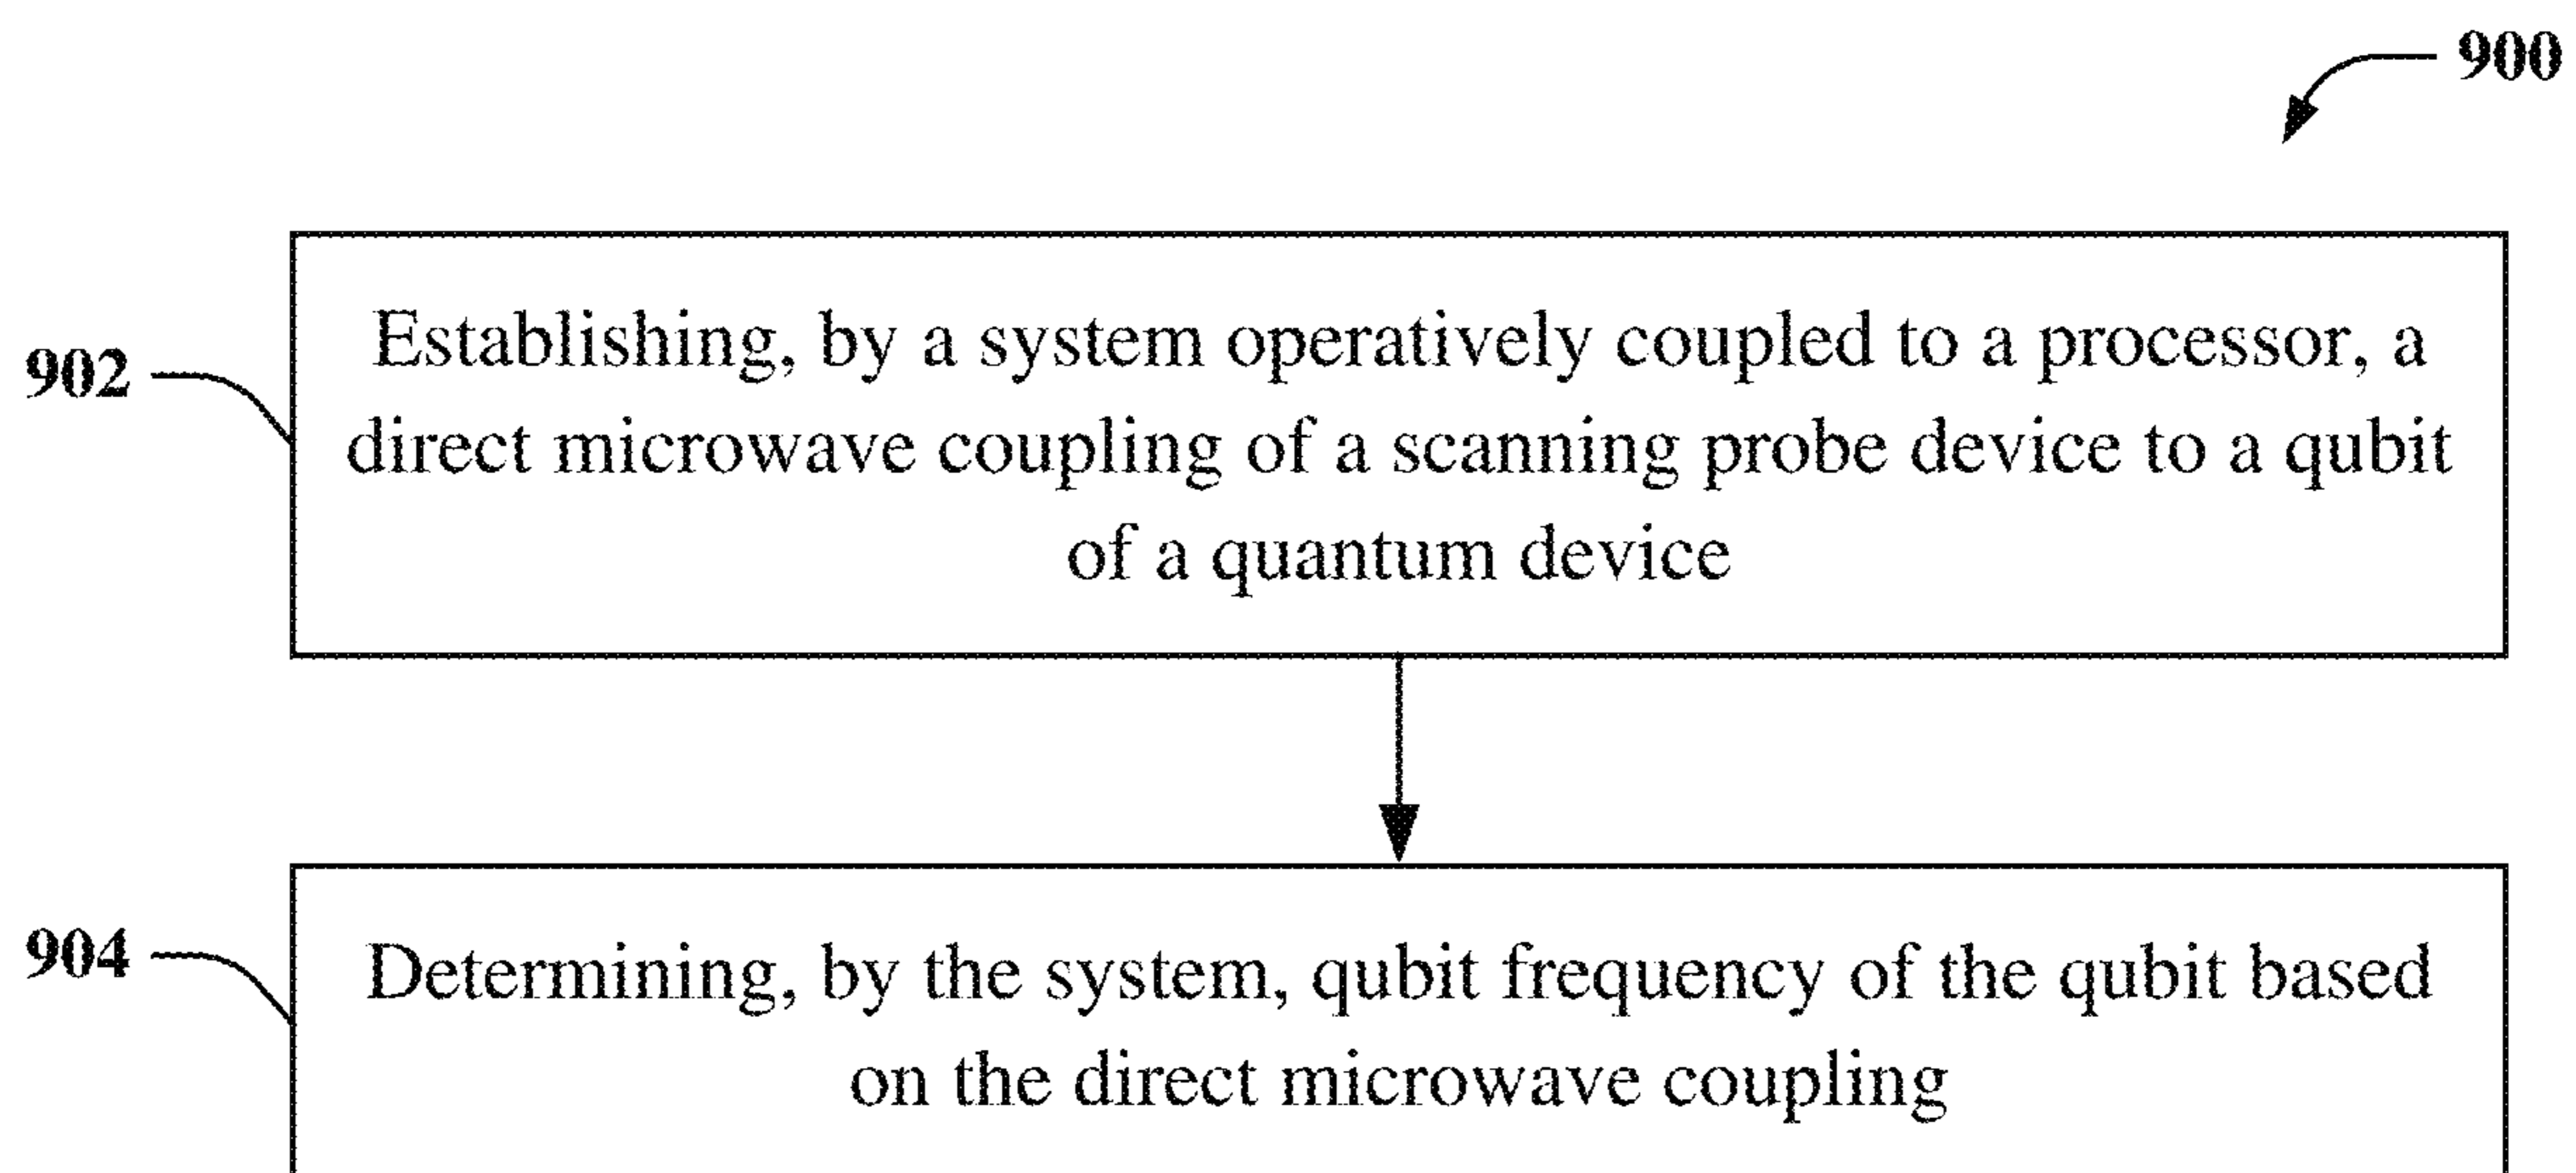 900
902
Establishing, by a system operatively coupled to a processor, a
direct microwave coupling of a scanning probe device to a qubit
of a quantum device
904
Determining, by the system, qubit frequency of the qubit based
on the direct microwave coupling